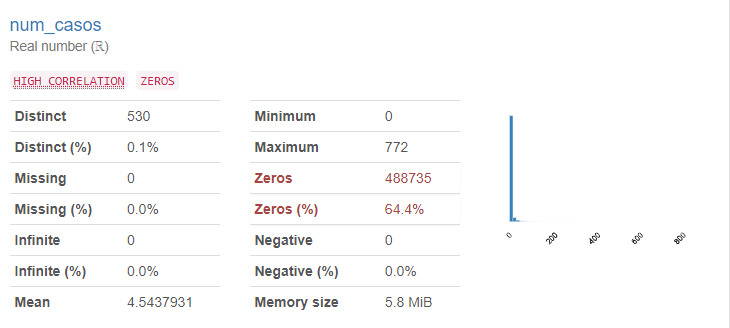 num_casos
Real number (ℝ)
HIGH CORRELATION ZEROS
Distinct 530
Distinct (%) 0.1%
Missing 0
Missing (%) 0.0%
Infinite 0
Infinite (%) 0.0%
Mean 4.5437931
Minimum 0
Maximum 772
Zeros 488735
Zeros (%) 64.4%
Negative 0
Negative (%) 0.0%
Memory size 5.8 MiB
0 200 400 600 800